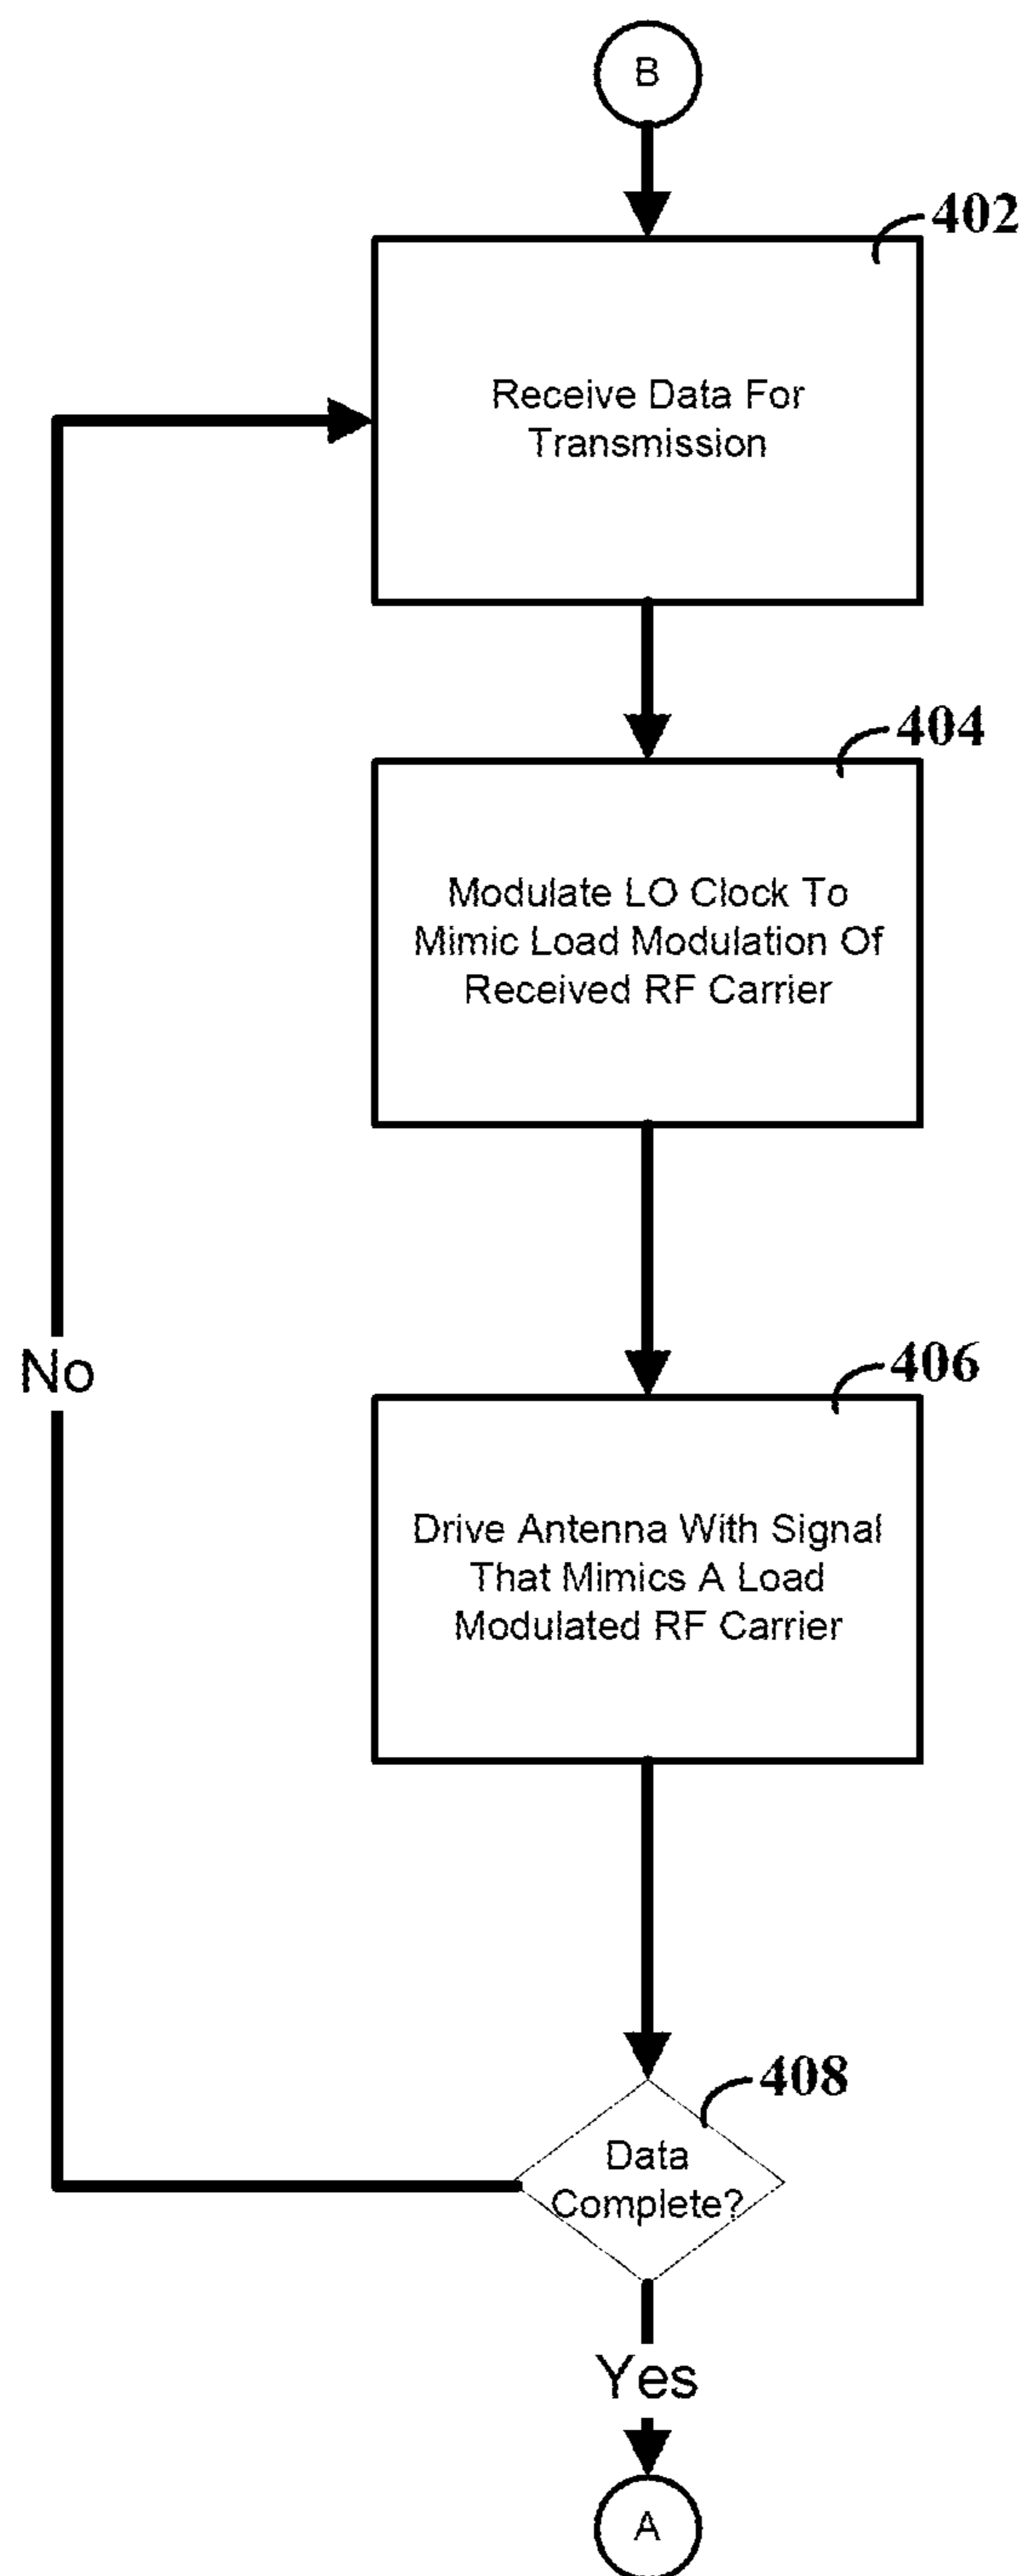 B
402
Receive Data For
Transmission
404
Modulate LO Clock To
Mimic Load Modulation Of
Received RF Carrier
No
406
Drive Antenna With Signal
That Mimics A Load
Modulated RF Carrier
408
Data
Complete?
Yes
A